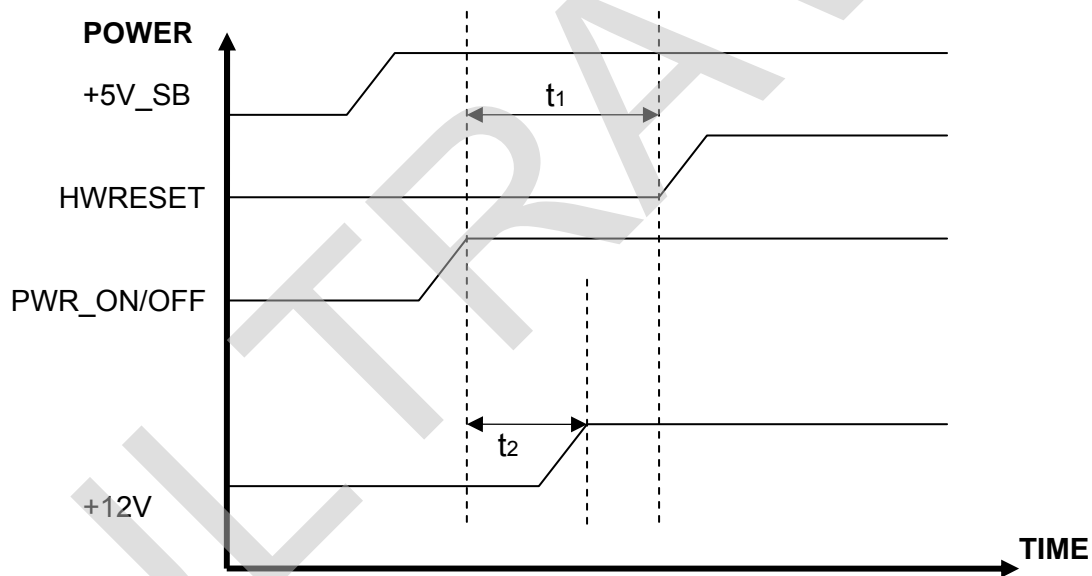 POWER
+5V_SB
t1
HWRESET
PWR_ON/OFF
t2
+12V
TIME